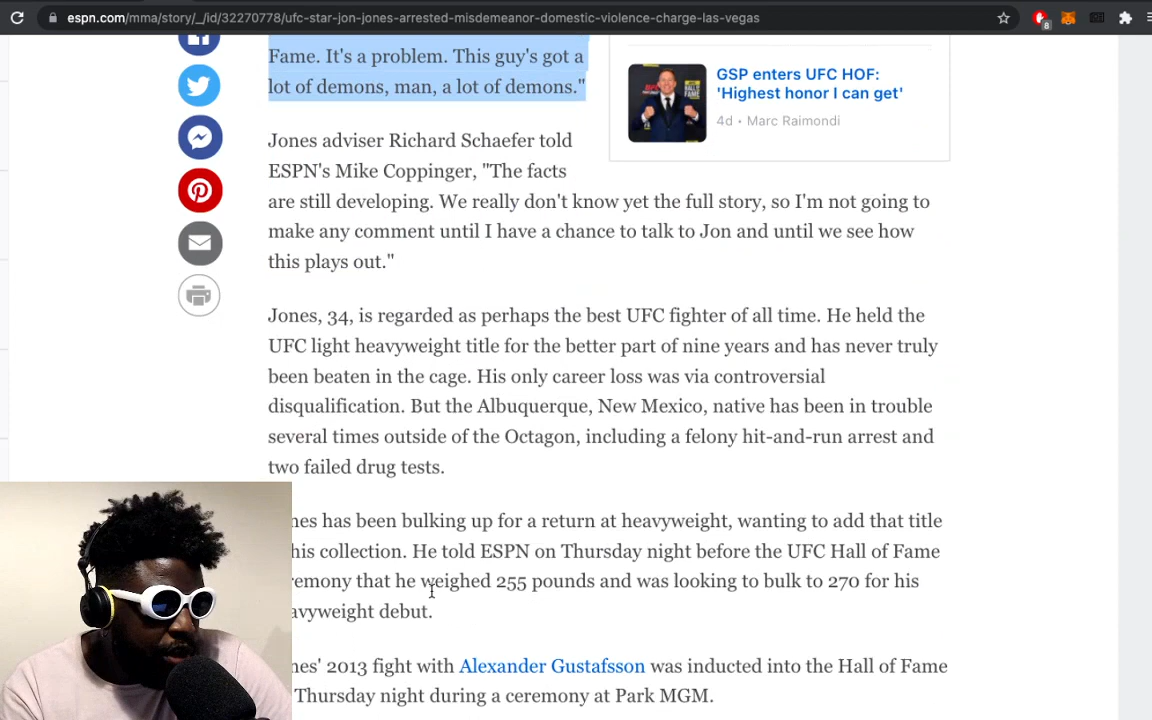 espn.com/mma/story/_/id/32270778/ufc-star-jon-jones-arrested-misdemeanor-domestic-violence-charge-las-vegas
8
Fame. It's a problem. This guy's got a
lot of demons, man, a lot of demons."
GSP enters UFC HOF:
'Highest honor I can get'
4d • Marc Raimondi
Jones adviser Richard Schaefer told
ESPN's Mike Coppinger, "The facts
are still developing. We really don't know yet the full story, so I'm not going to
make any comment until I have a chance to talk to Jon and until we see how
this plays out."
Jones, 34, is regarded as perhaps the best UFC fighter of all time. He held the
UFC light heavyweight title for the better part of nine years and has never truly
been beaten in the cage. His only career loss was via controversial
disqualification. But the Albuquerque, New Mexico, native has been in trouble
several times outside of the Octagon, including a felony hit-and-run arrest and
two failed drug tests.
nes has been bulking up for a return at heavyweight, wanting to add that title
his collection. He told ESPN on Thursday night before the UFC Hall of Fame
remony that he weighed 255 pounds and was looking to bulk to 270 for his
avyweight debut.
nes' 2013 fight with Alexander Gustafsson was inducted into the Hall of Fame
Thursday night during a ceremony at Park MGM.